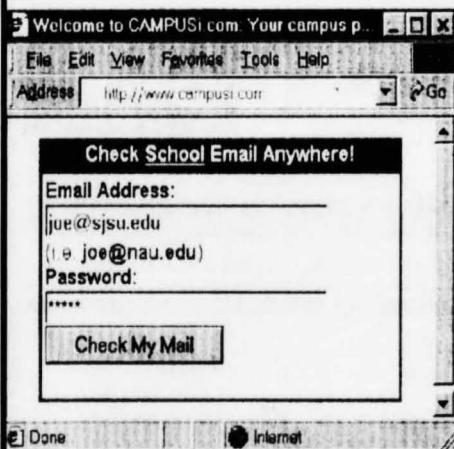 Welcome to CAMPUSi.com: Your campus p...
File Edit View Favorites Tools Help
Address http://www.campusi.com Go
Check School Email Anywhere!
Email Address:
joe@sjsu.edu
(i.e. joe@nau.edu)
Password:
*****
Check My Mail
Done Internet